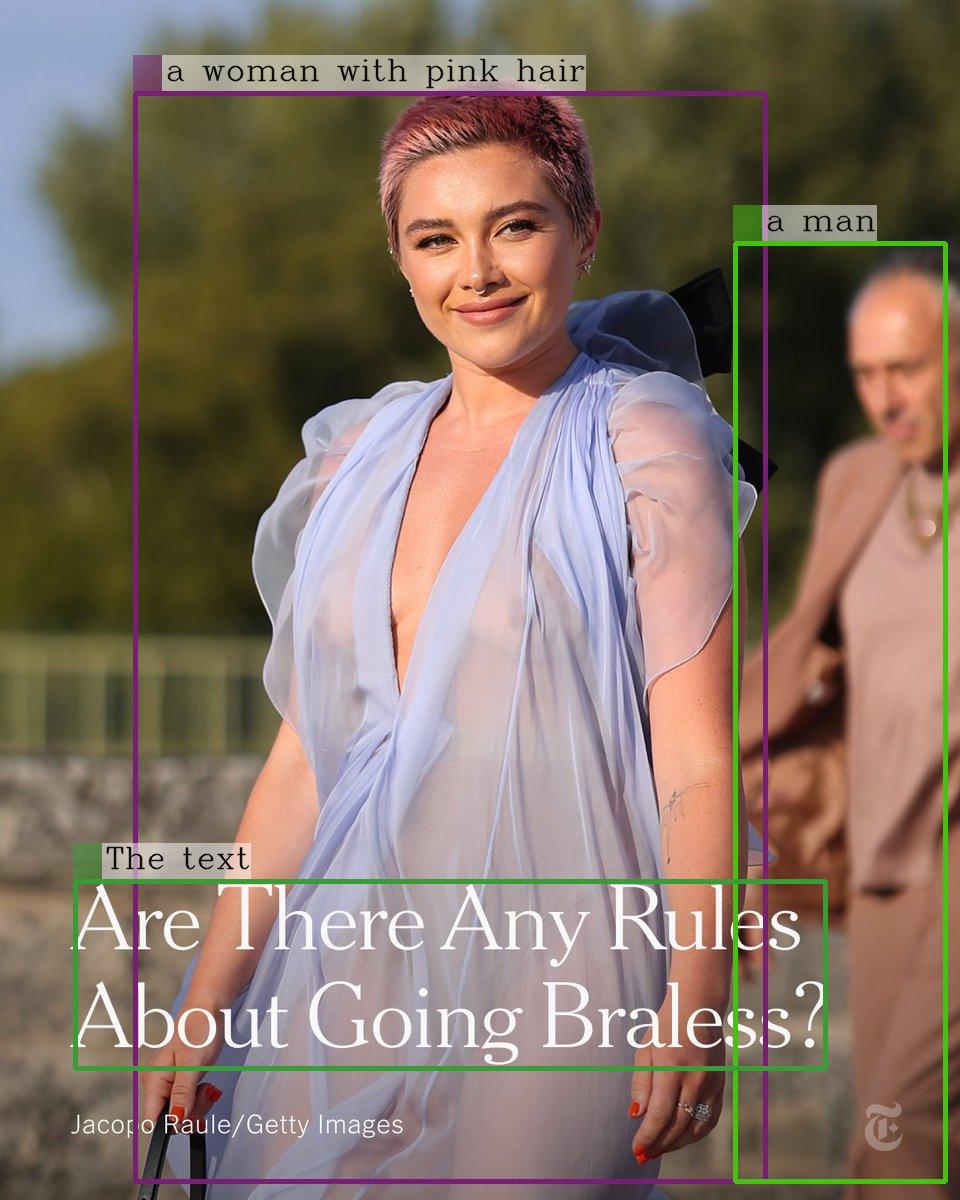 a woman with pink hair
a man
The text
Are There Any Rules
About Going Braless?
Jacopo Raule/Getty Images
T